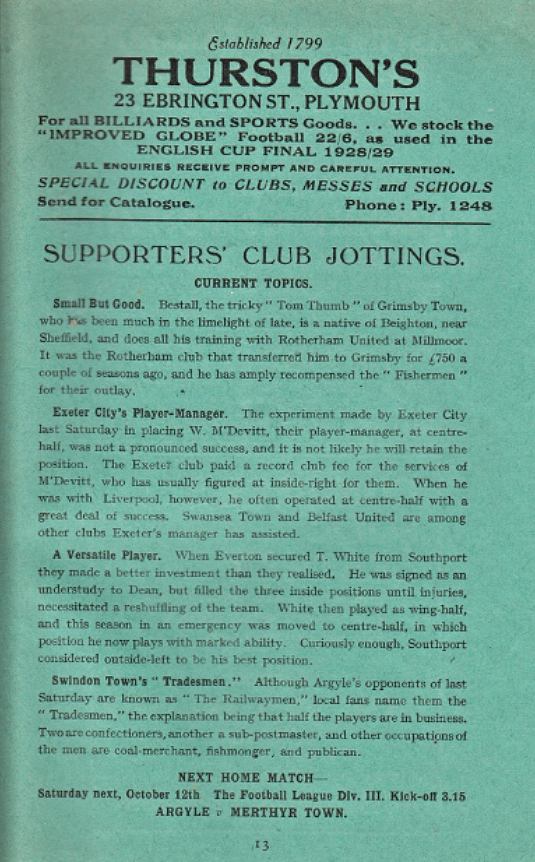 Established 1799
THURSTON'S
23 EBRINGTON ST., PLYMOUTH
For all BILLIARDS and SPORTS Goods. . . We stock the
"IMPROVED GLOBE" Football 22/6, as used in the
ENGLISH CUP FINAL 1928/29
ALL ENQUIRIES RECEIVE PROMPT AND CAREFUL ATTENTION.
SPECIAL DISCOUNT to CLUBS, MESSES and SCHOOLS
Send for Catalogue. Phone: Ply. 1248
SUPPORTERS' CLUB JOTTINGS.
CURRENT TOPICS.
Small But Good. Bestall, the tricky "Tom Thumb" of Grimsby Town,
who has been much in the limelight of late, is a native of Beighton, near
Sheffield, and does all his training with Rotherham United at Millmoor.
It was the Rotherham club that transferred him to Grimsby for £750 a
couple of seasons ago, and he has amply recompensed the "Fishermen"
for their outlay.
Exeter City's Player-Manager. The experiment made by Exeter City
last Saturday in placing W. M'Devitt, their player-manager, at centre-
half, was not a pronounced success, and it is not likely he will retain the
position. The Exeter club paid a record club fee for the services of
M'Devitt, who has usually figured at inside-right for them. When he
was with Liverpool, however, he often operated at centre-half with a
great deal of success. Swansea Town and Belfast United are among
other clubs Exeter's manager has assisted.
A Versatile Player. When Everton secured T. White from Southport
they made a better investment than they realised. He was signed as an
understudy to Dean, but filled the three inside positions until injuries,
necessitated a reshuffling of the team. White then played as wing-half,
and this season in an emergency was moved to centre-half, in which
position he now plays with marked ability. Curiously enough, Southport
considered outside-left to be his best position.
Swindon Town's "Tradesmen." Although Argyle's opponents of last
Saturday are known as "The Railwaymen," local fans name them the
"Tradesmen," the explanation being that half the players are in business.
Two are confectioners, another a sub-postmaster, and other occupations of
the men are coal-merchant, fishmonger, and publican.
NEXT HOME MATCH—
Saturday next, October 12th The Football League Div. III. Kick-off 3.15
ARGYLE v MERTHYR TOWN.
13